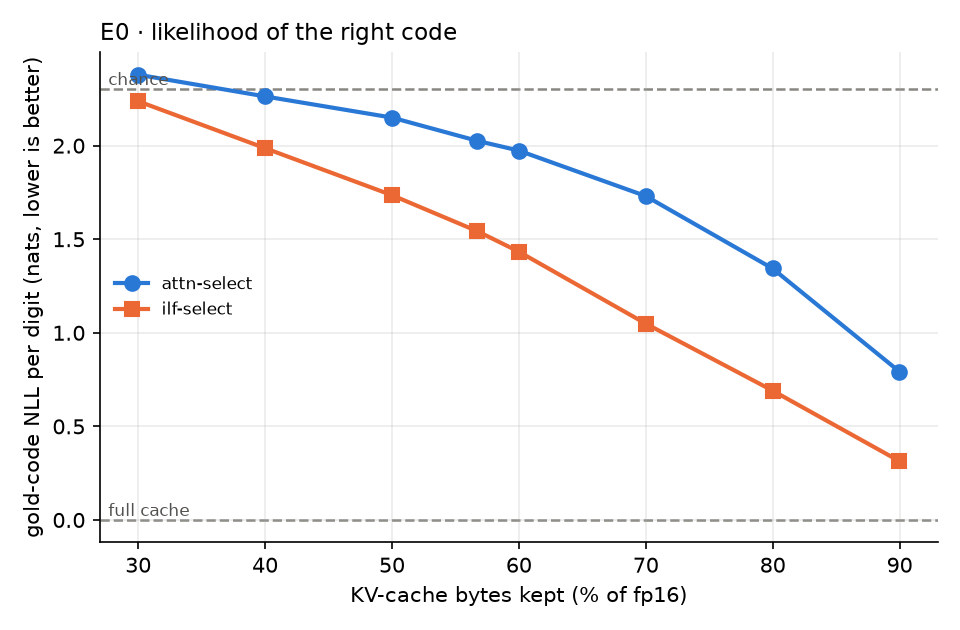 E0 · likelihood of the right code
gold-code NLL per digit (nats, lower is better)
chance
2.0
1.5
attn-select
ilf-select
1.0
0.5
full cache
0.0
30 40 50 60 70 80 90
KV-cache bytes kept (% of fp16)